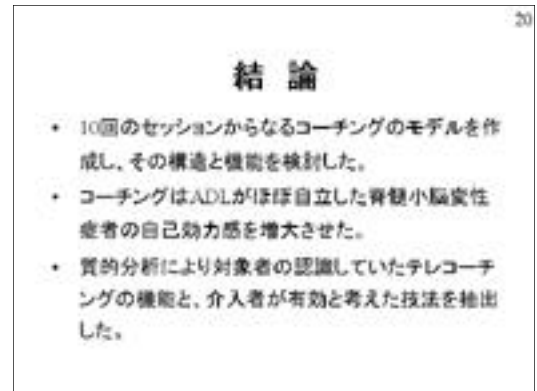 20
結 論
・ 10回のセッションからなるコーチングのモデルを作
成し、その構造と機能を検討した。
・ コーチングはADLがほぼ自立した脊髄小脳変性
症者の自己効力感を増大させた。
・ 質的分析により対象者の認識していたテレコーチ
ングの機能と、介入者が有効と考えた技法を抽出
した。